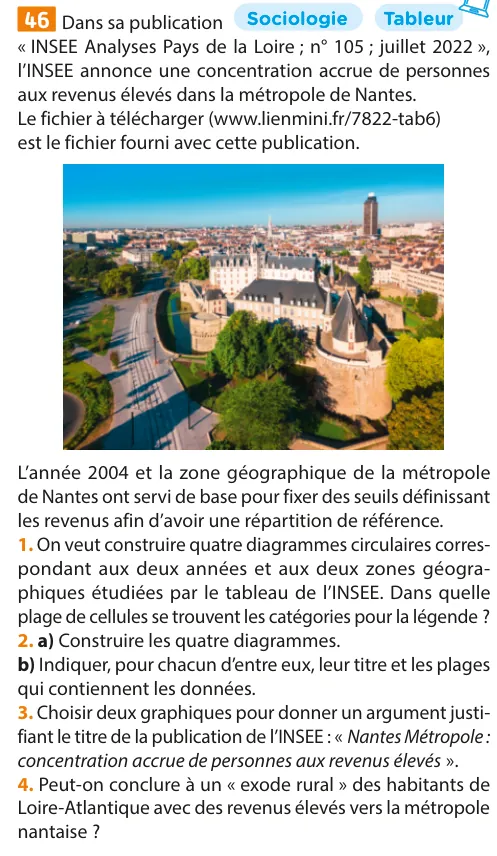 46 Dans sa publication Sociologie Tableur
« INSEE Analyses Pays de la Loire ; n° 105 ; juillet 2022 »,
l’INSEE annonce une concentration accrue de personnes
aux revenus élevés dans la métropole de Nantes.
Le fichier à télécharger (www.lienmini.fr/7822-tab6)
est le fichier fourni avec cette publication.
L’année 2004 et la zone géographique de la métropole
de Nantes ont servi de base pour fixer des seuils définissant
les revenus afin d’avoir une répartition de référence.
1. On veut construire quatre diagrammes circulaires corres-
pondant aux deux années et aux deux zones géogra-
phiques étudiées par le tableau de l’INSEE. Dans quelle
plage de cellules se trouvent les catégories pour la légende ?
2. a) Construire les quatre diagrammes.
b) Indiquer, pour chacun d’entre eux, leur titre et les plages
qui contiennent les données.
3. Choisir deux graphiques pour donner un argument justi-
fiant le titre de la publication de l’INSEE : « Nantes Métropole :
concentration accrue de personnes aux revenus élevés ».
4. Peut-on conclure à un « exode rural » des habitants de
Loire-Atlantique avec des revenus élevés vers la métropole
nantaise ?